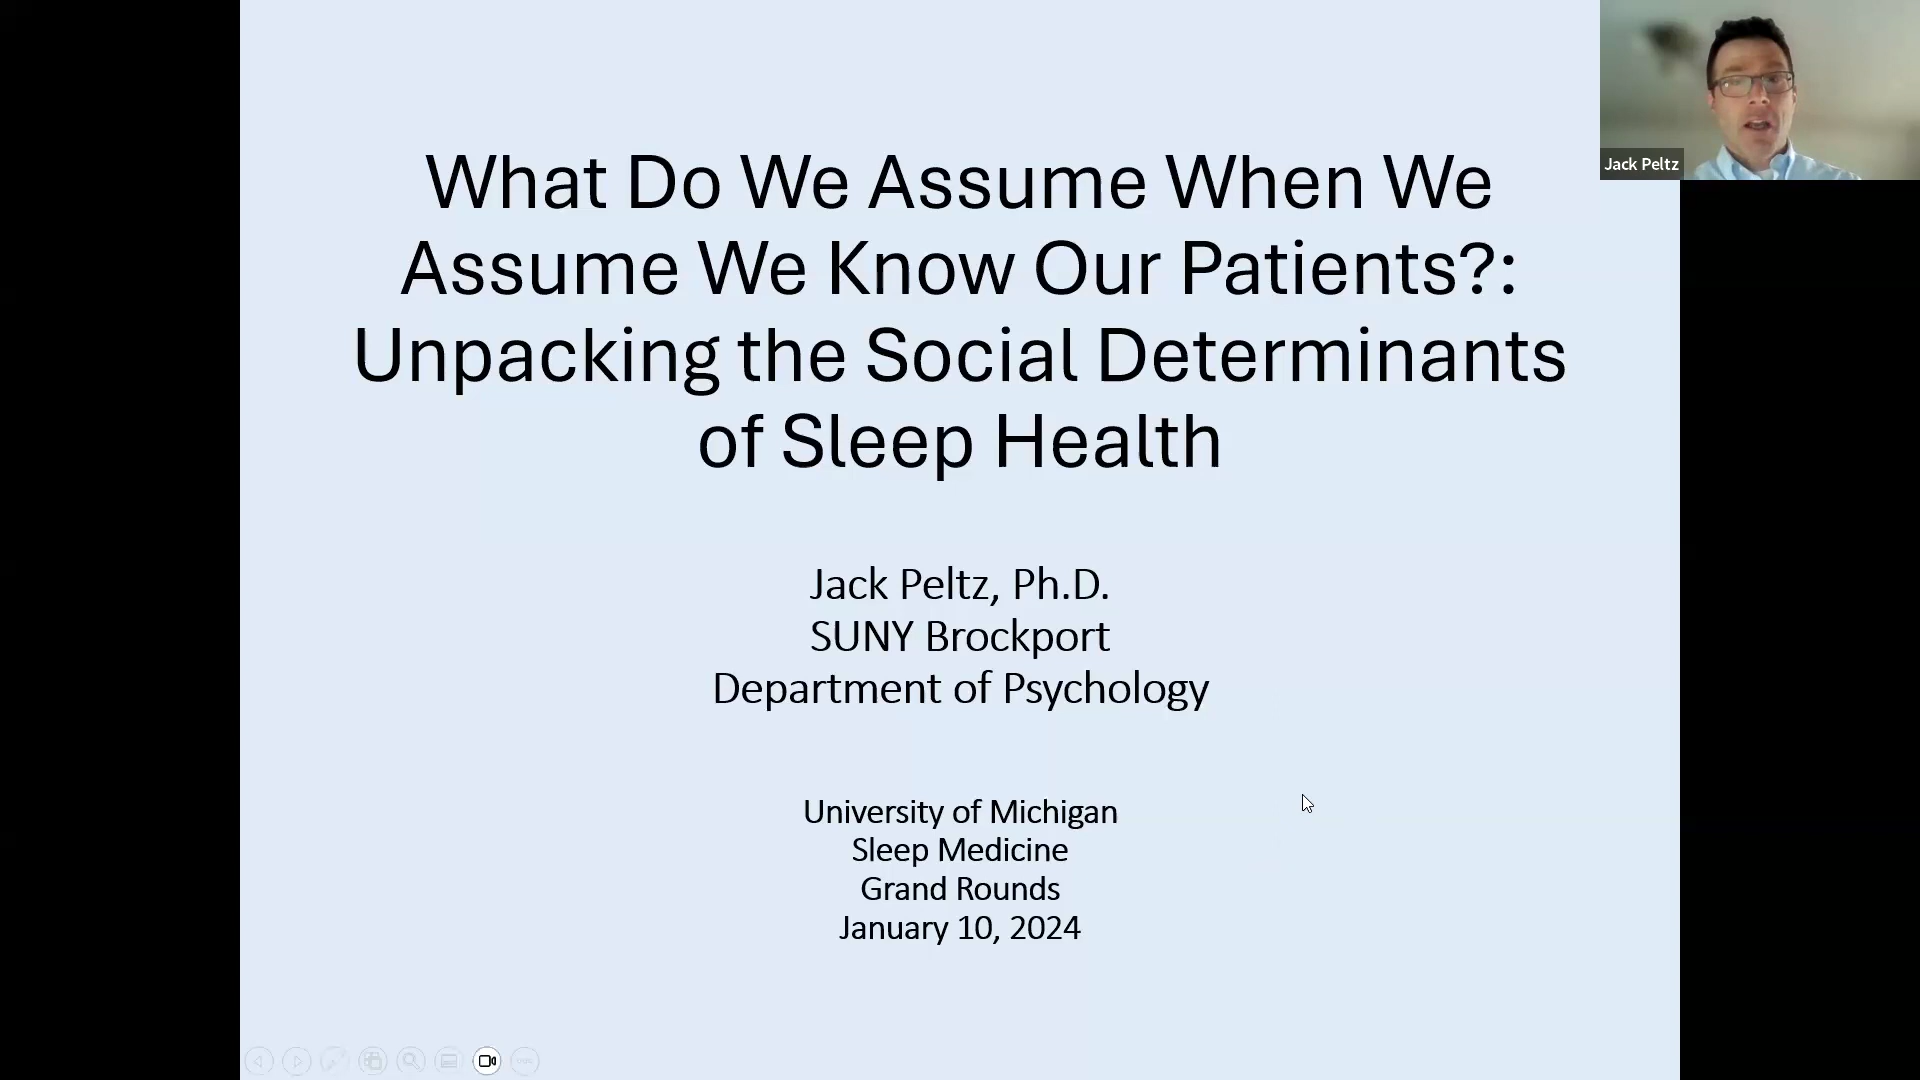 What Do We Assume When We
Assume We Know Our Patients?:
Unpacking the Social Determinants
of Sleep Health
Jack Peltz, Ph.D.
SUNY Brockport
Department of Psychology
University of Michigan
Sleep Medicine
Grand Rounds
January 10, 2024
Jack Peltz